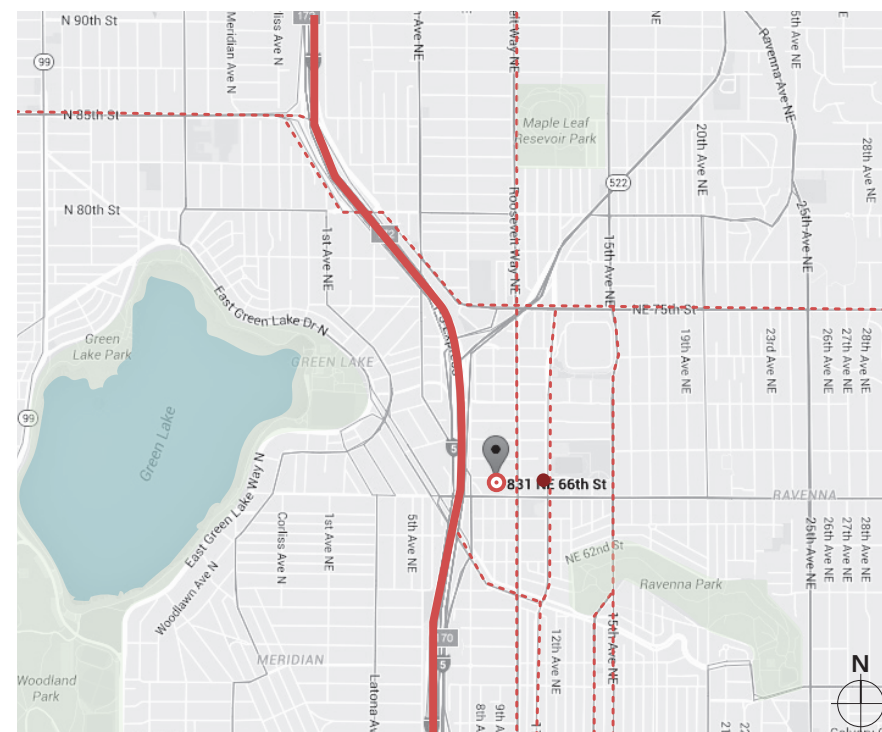 N 90th St
99
Meridian Ave N
Ave NE
Way NE
NE
Ravenna Ave NE
N 85th St
Maple Leaf
Resevoir Park
20th Ave NE
28th Ave NE
522
N 80th St
1st Ave NE
Roosevelt Way NE
15th Ave NE
25th Ave NE
East Green Lake Dr N
NE 75th St
Green
Lake Park
GREEN LAKE
Express
19th Ave NE
23rd Ave NE
26th Ave NE
27th Ave NE
28th Ave NE
99
Green Lake
5
831 NE 66th St
RAVENNA
East Green Lake Way N
Corliss Ave N
1st Ave NE
5th Ave NE
25th Ave NE
26th Ave NE
27th Ave NE
28th Ave NE
NE 62nd St
Ravenna Park
Woodlawn Ave N
15th Ave NE
12th Ave NE
170
5
MERIDIAN
N
Woodland
Park
8th Ave
9th Ave